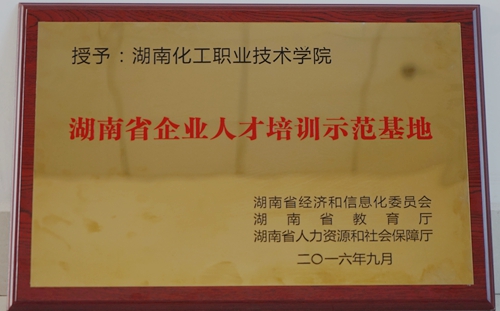 授予：湖南化工职业技术学院
湖南省企业人才培训示范基地
湖南省经济和信息化委员会
湖南省教育厅
湖南省人力资源和社会保障厅
二〇一六年九月